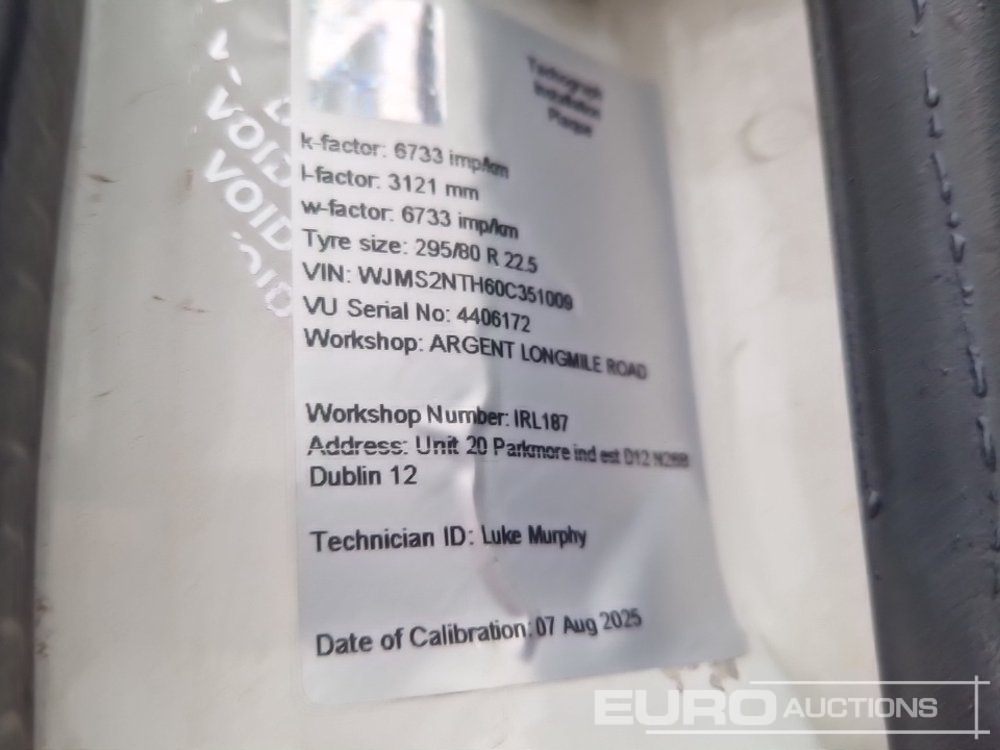 Tachograph
Installation
Plaque
k-factor: 6733 imp/km
l-factor: 3121 mm
w-factor: 6733 imp/km
Tyre size: 295/80 R 22.5
VIN: WJMS2NTH60C351009
VU Serial No: 4406172
Workshop: ARGENT LONGMILE ROAD
Workshop Number: IRL187
Address: Unit 20 Parkmore ind est D12
Dublin 12
Technician ID: Luke Murphy
Date of Calibration: 07 Aug 2025
VOID
VOID
EURO AUCTIONS